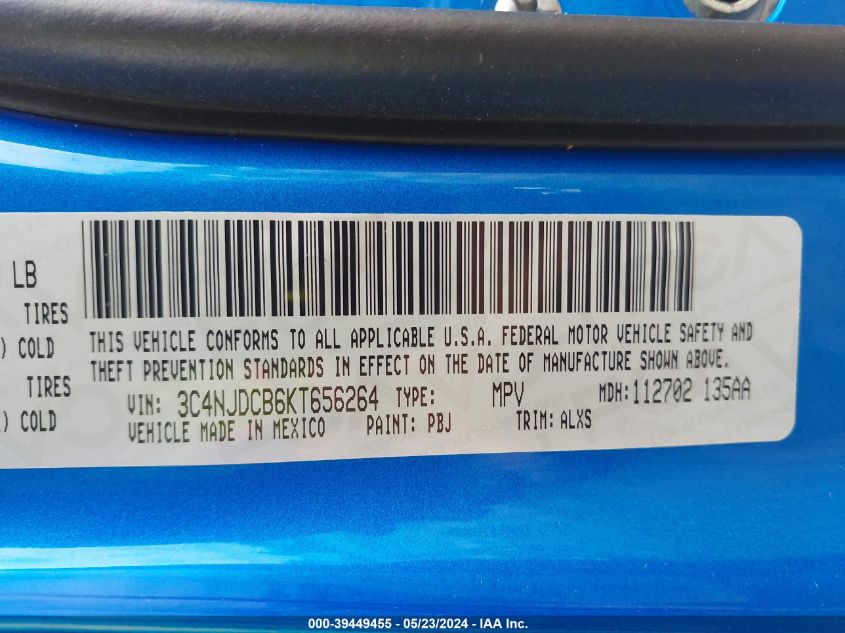 LB
TIRES
) COLD
TIRES
) COLD
THIS VEHICLE CONFORMS TO ALL APPLICABLE U.S.A. FEDERAL MOTOR VEHICLE SAFETY AND
THEFT PREVENTION STANDARDS IN EFFECT ON THE DATE OF MANUFACTURE SHOWN ABOVE.
VIN: 3C4NJDCB6KT656264 TYPE: MPV MDH:112702 135AA
VEHICLE MADE IN MEXICO PAINT: PBJ TRIM: ALXS
000-39449455 - 05/23/2024 - IAA Inc.